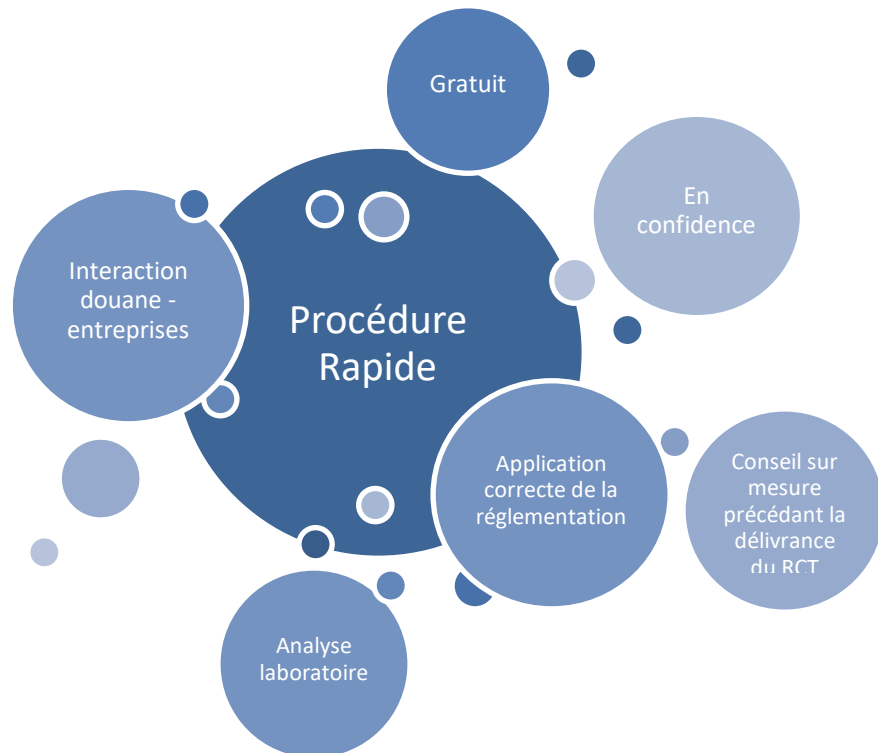 Gratuit
En
confidence
Interaction
douane -
entreprises
Procédure
Rapide
Application
correcte de la
réglementation
Conseil sur
mesure
précédant la
délivrance
du RCT
Analyse
laboratoire